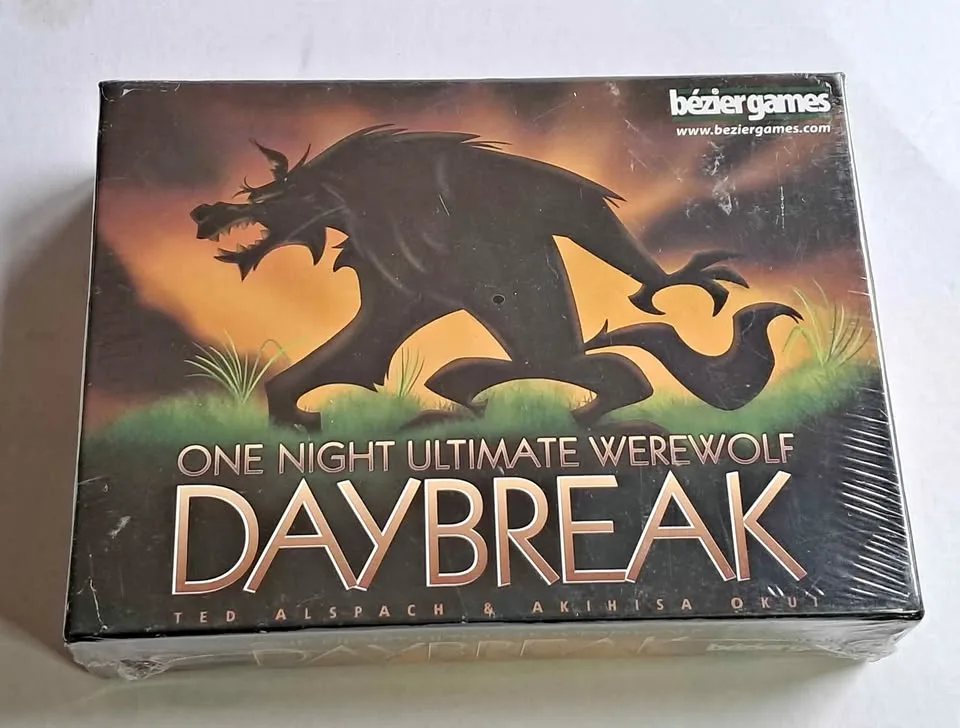 béziergames
www.beziergames.com
ONE NIGHT ULTIMATE WEREWOLF
DAYBREAK
TED ALSPACH & AKIHISA OKUI
DAYBREAK